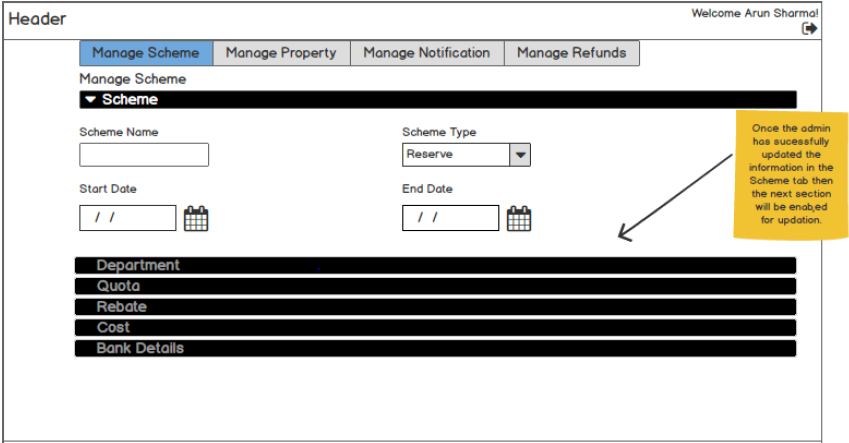 Header
Welcome Arun Sharma!
Manage Scheme
Manage Property
Manage Notification
Manage Refunds
Manage Scheme
Scheme
Scheme Name
Scheme Type
Reserve
Start Date
End Date
/ /
/ /
Once the admin
has sucessfully
updated the
information in the
Scheme tab then
the next section
will be enab,ed
for updation.
Department
Quota
Rebate
Cost
Bank Details